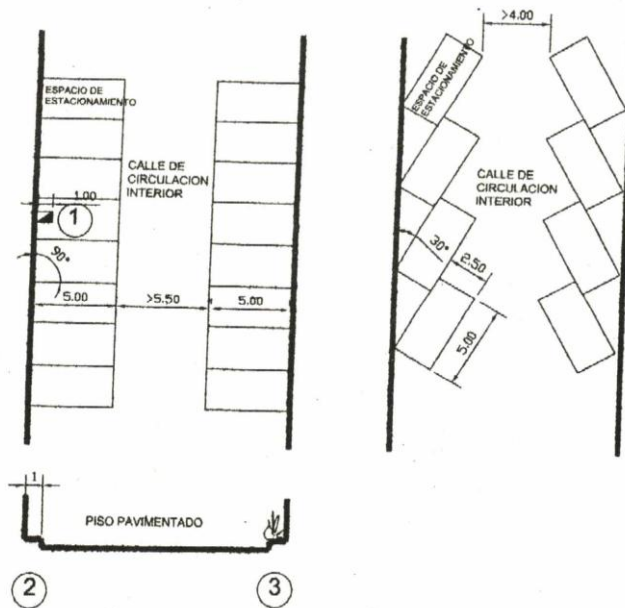 ESPACIO DE
ESTACIONAMIENTO
CALLE DE
CIRCULACION
INTERIOR
1.00
1
90°
5.00
>5.50
5.00
1
PISO PAVIMENTADO
2
3
>4.00
ESPACIO DE
ESTACIONAMIENTO
CALLE DE
CIRCULACION
INTERIOR
30°
2.50
5.00